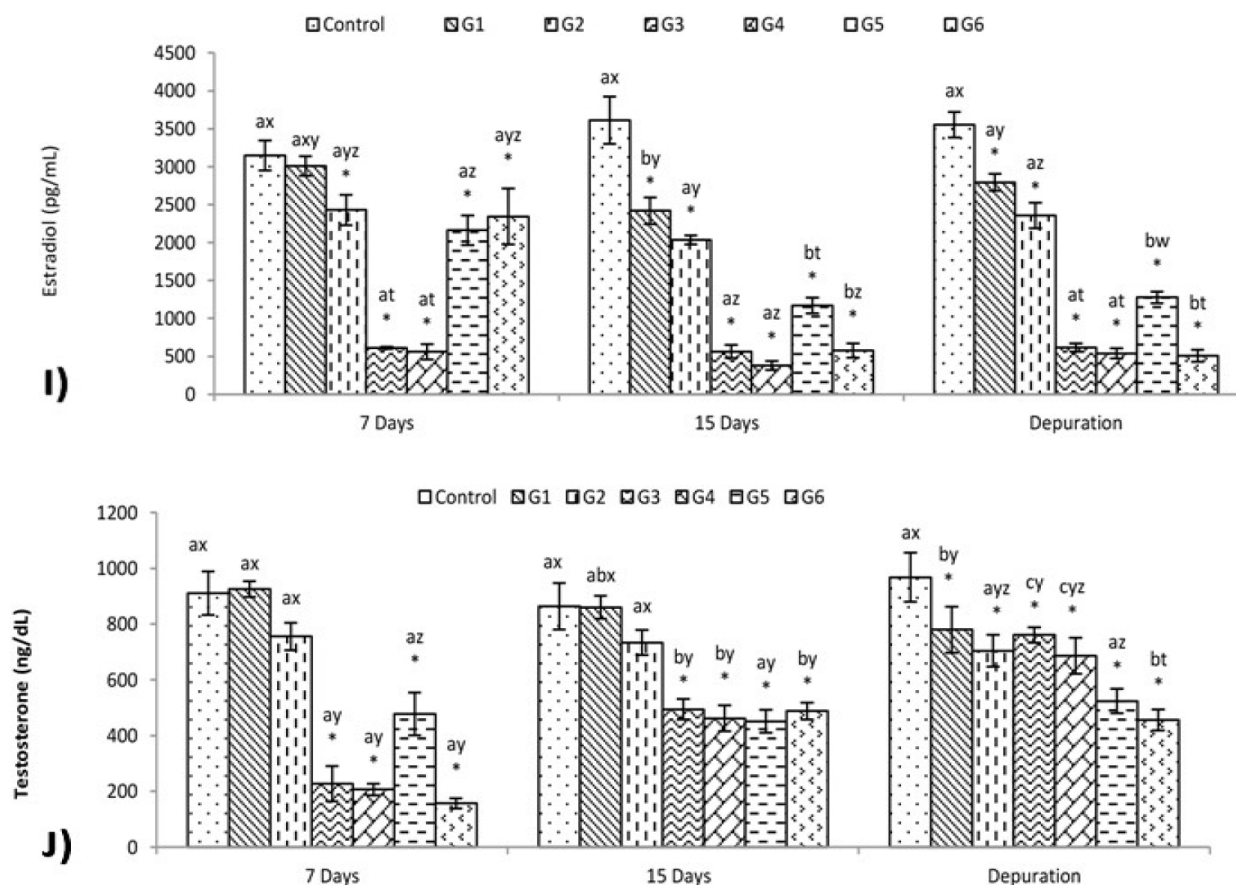 Control G1 G2 G3 G4 G5 G6
Estradiol (pg/mL)
4500
4000
3500
3000
2500
2000
1500
1000
500
0
ax axy ayz * at * at * az * ayz *
ax by * ay * az * az * bt * bz *
ax ay * az * at * at * bw * bt *
7 Days 15 Days Depuration
I)
Control G1 G2 G3 G4 G5 G6
Testosterone (ng/dL)
1200
1000
800
600
400
200
0
ax ax ax ay * ay * az * ay *
ax abx ax by * by * ay * by *
ax by * ayz * cy * cyz * az * bt *
7 Days 15 Days Depuration
J)